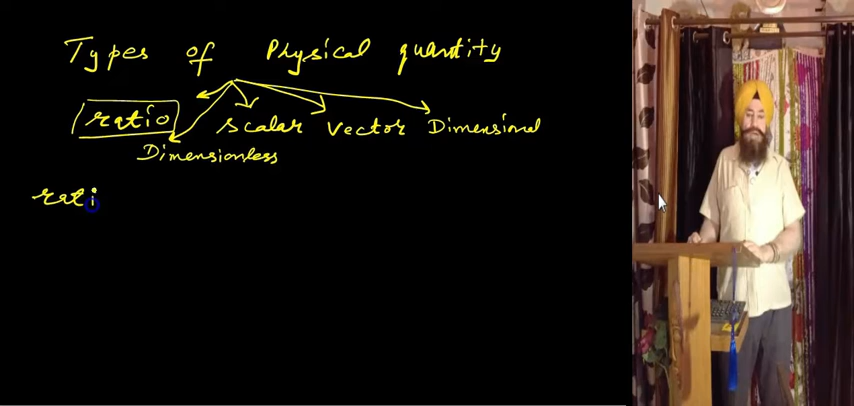 Types of Physical quantity
ratio Scalar Vector Dimensional
Dimensionless
rati